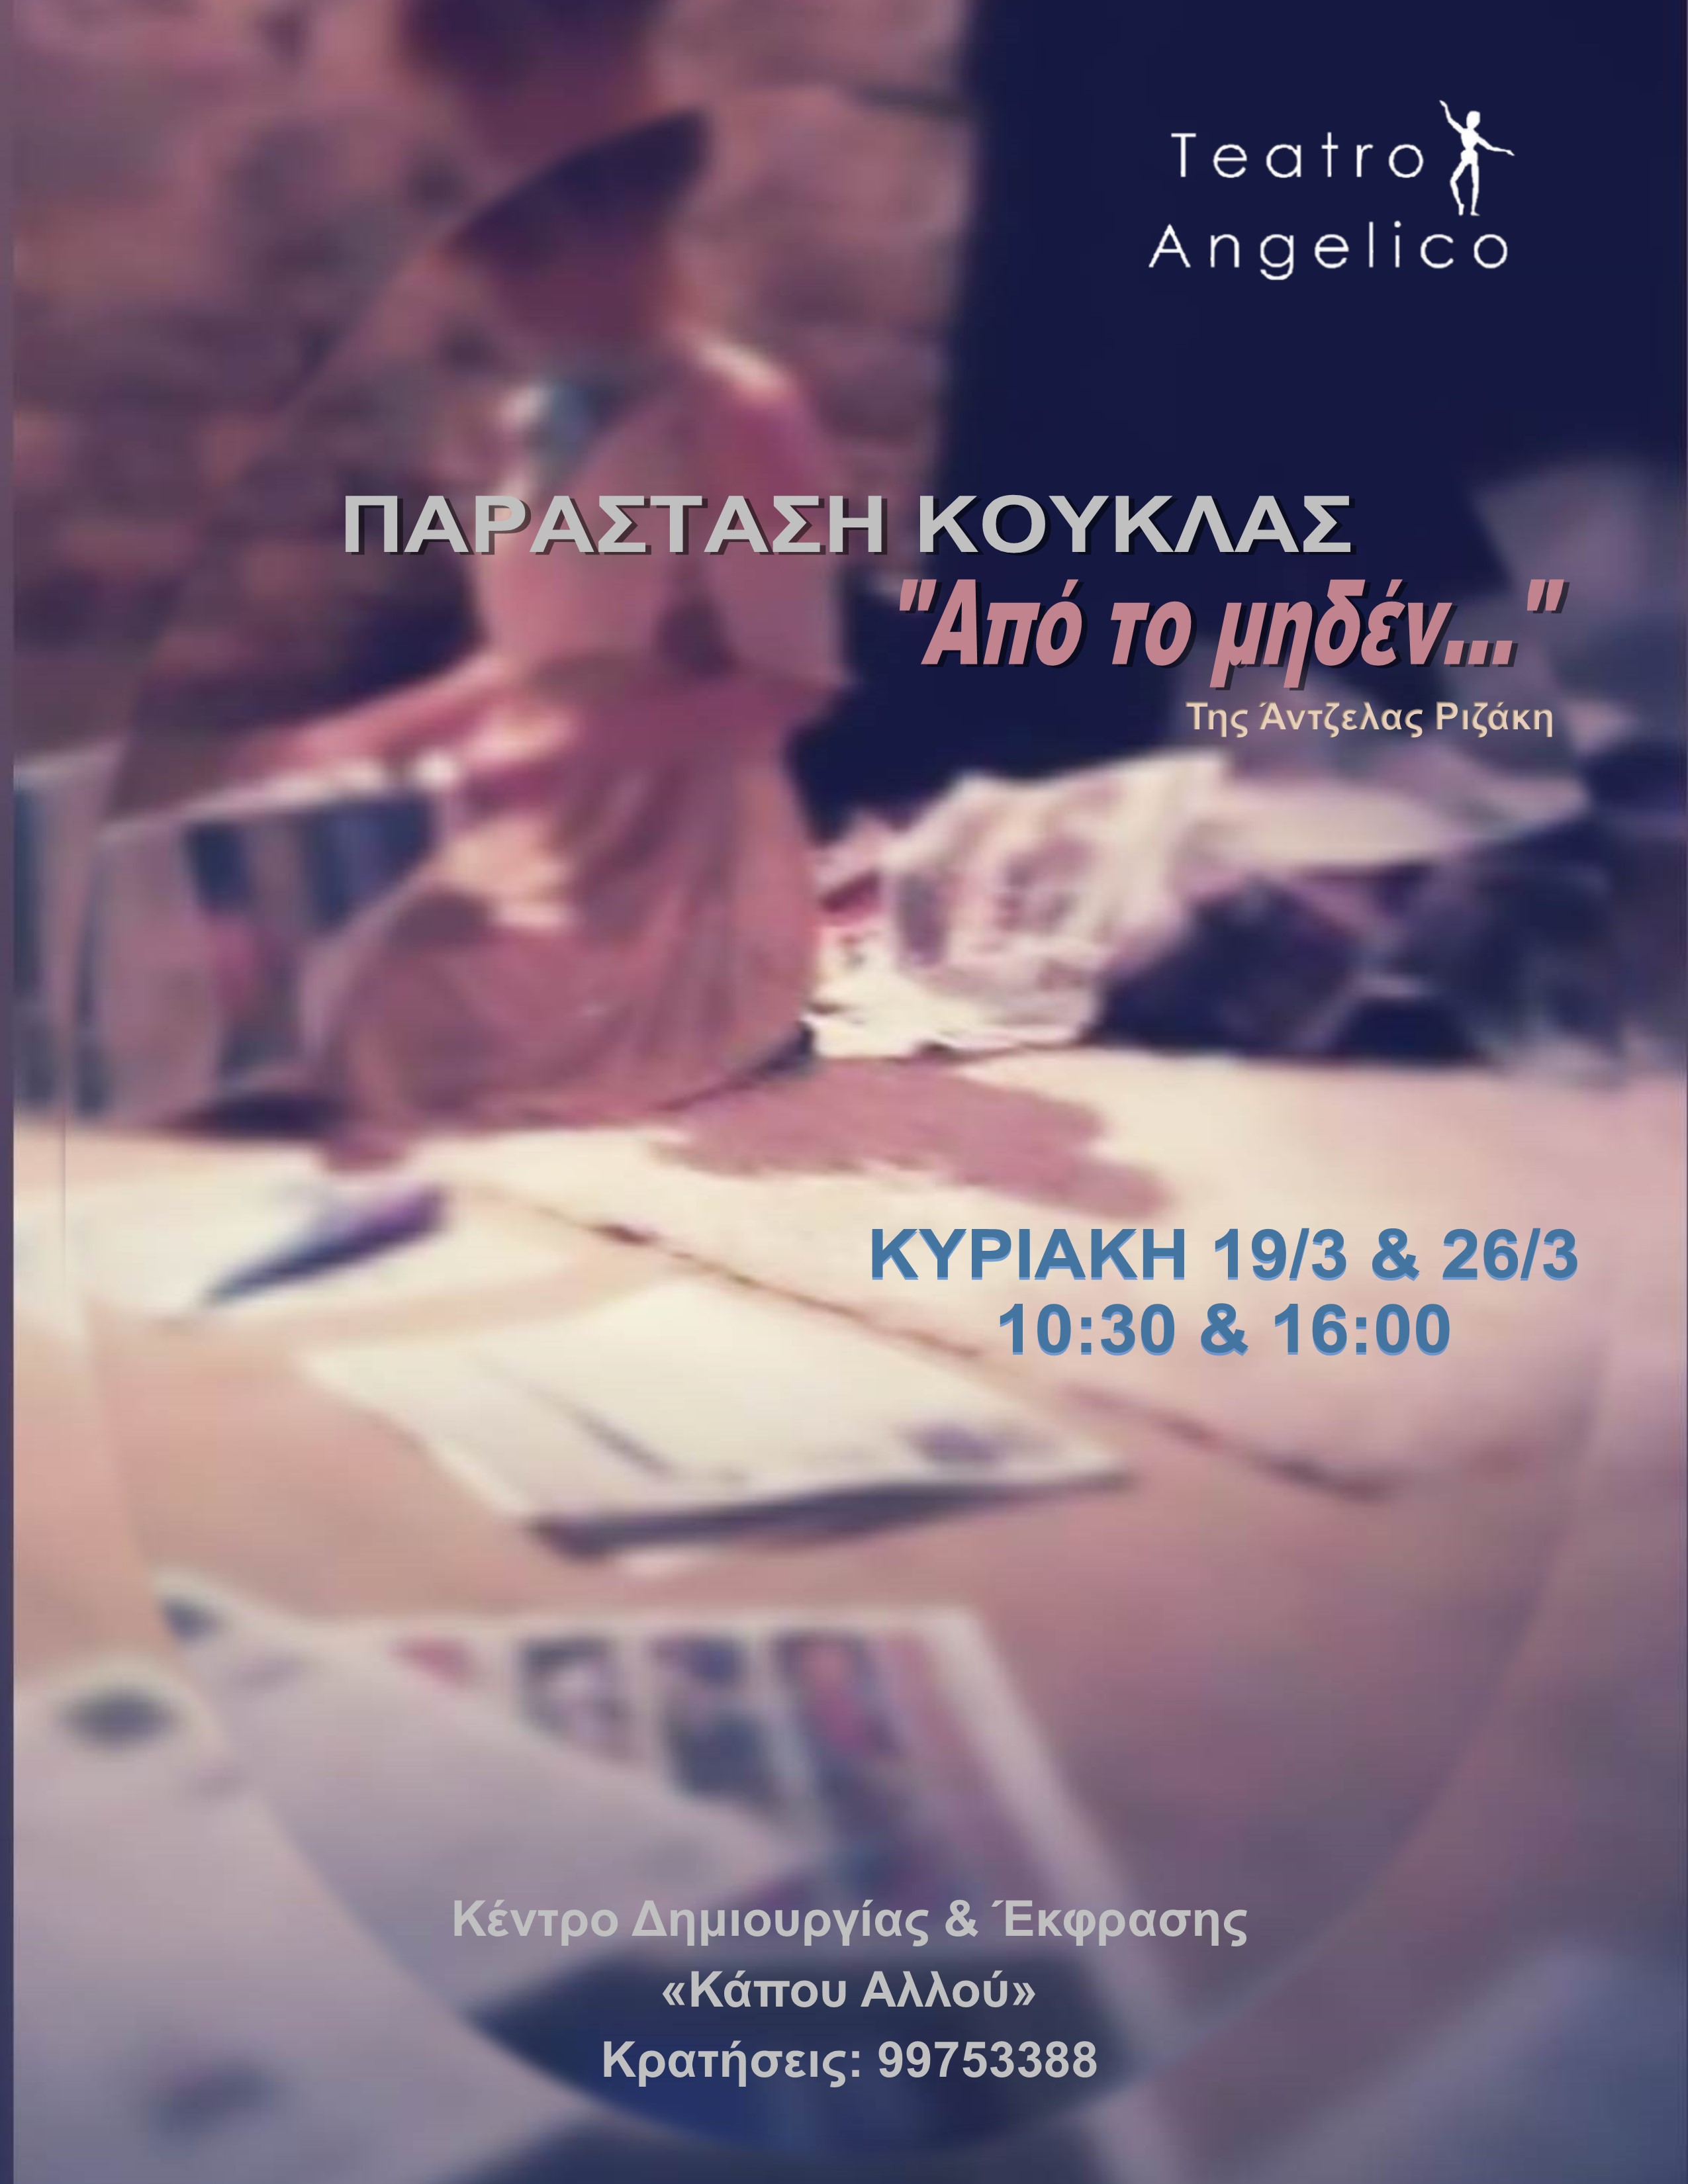 Teatro
Angelico
ΠΑΡΑΣΤΑΣΗ ΚΟΥΚΛΑΣ
"Από το μηδέν..."
Της Άντζελας Ριζάκη
ΚΥΡΙΑΚΗ 19/3 & 26/3
10:30 & 16:00
Κέντρο Δημιουργίας & Έκφρασης
«Κάπου Αλλού»
Κρατήσεις: 99753388